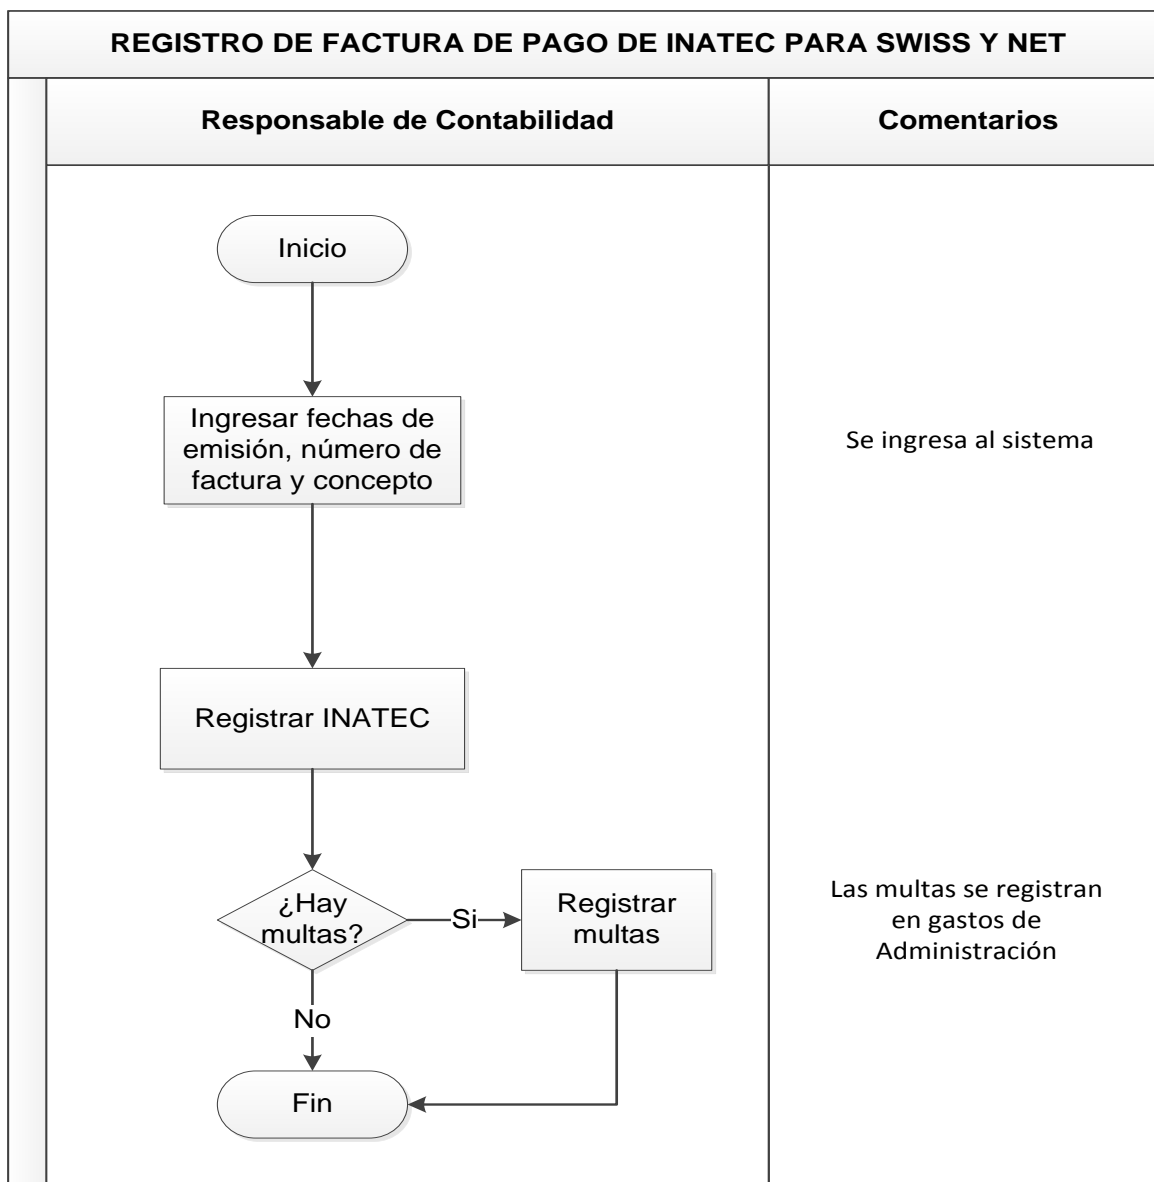 REGISTRO DE FACTURA DE PAGO DE INATEC PARA SWISS Y NET
Responsable de Contabilidad
Comentarios
Inicio
Ingresar fechas de
emisión, número de
factura y concepto
Se ingresa al sistema
Registrar INATEC
¿Hay
multas?
Si
Registrar
multas
Las multas se registran
en gastos de
Administración
No
Fin